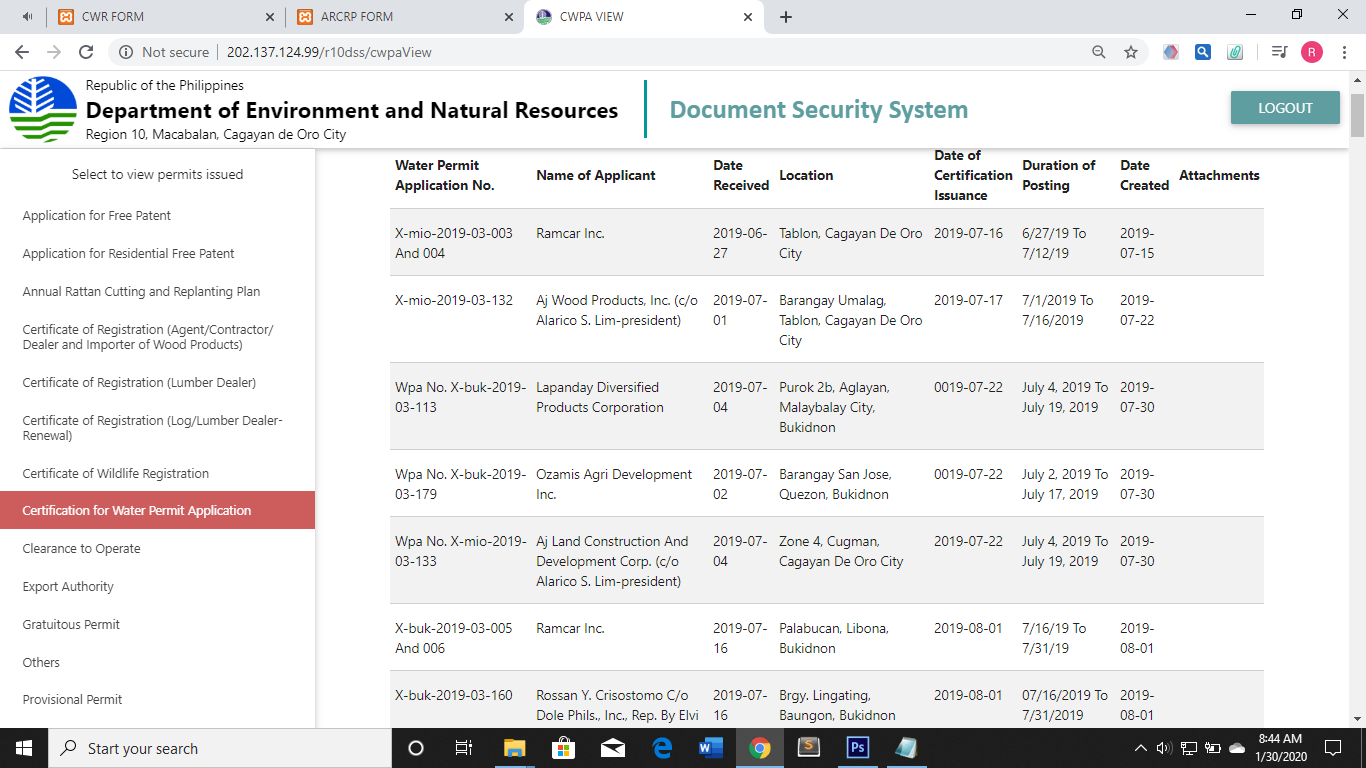 CWR FORM
ARCRP FORM
CWPA VIEW
Not secure
202.137.124.99/r10dss/cwpaView
R
Republic of the Philippines
Department of Environment and Natural Resources
Region 10, Macabalan, Cagayan de Oro City
Document Security System
LOGOUT
Select to view permits issued
Application for Free Patent
Application for Residential Free Patent
Annual Rattan Cutting and Replanting Plan
Certificate of Registration (Agent/Contractor/
Dealer and Importer of Wood Products)
Certificate of Registration (Lumber Dealer)
Certificate of Registration (Log/Lumber Dealer-
Renewal)
Certificate of Wildlife Registration
Certification for Water Permit Application
Clearance to Operate
Export Authority
Gratuitous Permit
Others
Provisional Permit
Water Permit
Application No.
Name of Applicant
Date
Received
Location
Date of
Certification
Issuance
Duration of
Posting
Date
Created
Attachments
X-mio-2019-03-003
And 004
Ramcar Inc.
2019-06-
27
Tablon, Cagayan De Oro
City
2019-07-16
6/27/19 To
7/12/19
2019-
07-15
X-mio-2019-03-132
Aj Wood Products, Inc. (c/o
Alarico S. Lim-president)
2019-07-
01
Barangay Umalag,
Tablon, Cagayan De Oro
City
2019-07-17
7/1/2019 To
7/16/2019
2019-
07-22
Wpa No. X-buk-2019-
03-113
Lapanday Diversified
Products Corporation
2019-07-
04
Purok 2b, Aglayan,
Malaybalay City,
Bukidnon
0019-07-22
July 4, 2019 To
July 19, 2019
2019-
07-30
Wpa No. X-buk-2019-
03-179
Ozamis Agri Development
Inc.
2019-07-
02
Barangay San Jose,
Quezon, Bukidnon
0019-07-22
July 2, 2019 To
July 17, 2019
2019-
07-30
Wpa No. X-mio-2019-
03-133
Aj Land Construction And
Development Corp. (c/o
Alarico S. Lim-president)
2019-07-
04
Zone 4, Cugman,
Cagayan De Oro City
2019-07-22
July 4, 2019 To
July 19, 2019
2019-
07-30
X-buk-2019-03-005
And 006
Ramcar Inc.
2019-07-
16
Palabucan, Libona,
Bukidnon
2019-08-01
7/16/19 To
7/31/19
2019-
08-01
X-buk-2019-03-160
Rossan Y. Crisostomo C/o
Dole Phils., Inc., Rep. By Elvi
2019-07-
16
Brgy. Lingating,
Baungon, Bukidnon
2019-08-01
07/16/2019 To
7/31/2019
2019-
08-01
Start your search
W
S
Ps
8:44 AM
1/30/2020